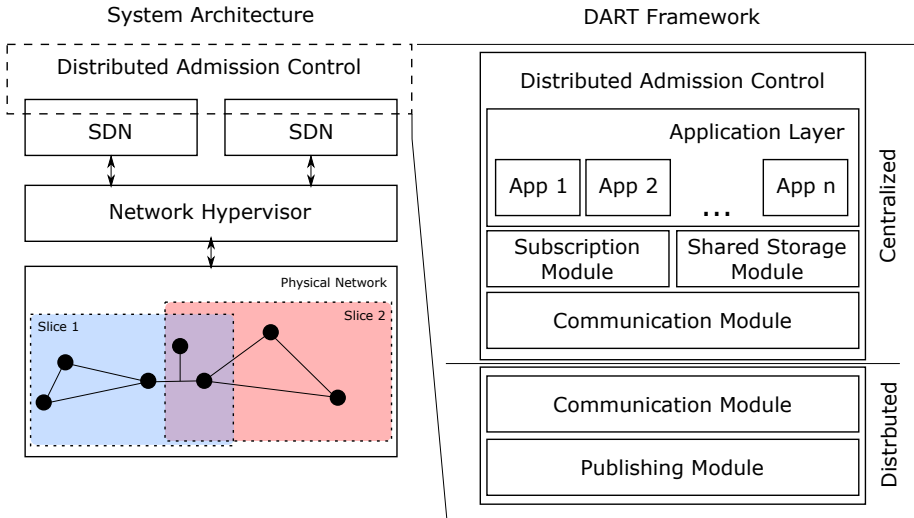 System Architecture
Distributed Admission Control
SDN
SDN
Network Hypervisor
Physical Network
Slice 1
Slice 2
DART Framework
Distributed Admission Control
Application Layer
App 1
App 2
...
App n
Subscription
Module
Shared Storage
Module
Communication Module
Centralized
Communication Module
Publishing Module
Distrbuted